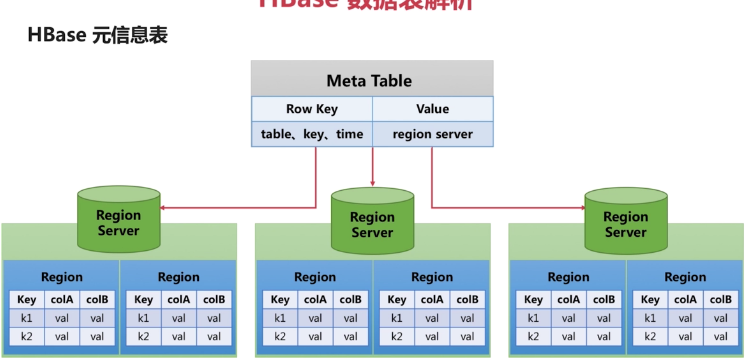 HBase 数据表解析
HBase 元信息表
Meta Table
Row Key Value
table、key、time region server
Region Server
Region Server
Region Server
Region Region Region Region Region Region
Key colA colB Key colA colB Key colA colB Key colA colB Key colA colB Key colA colB
k1 val val k1 val val k1 val val k1 val val k1 val val k1 val val
k2 val val k2 val val k2 val val k2 val val k2 val val k2 val val